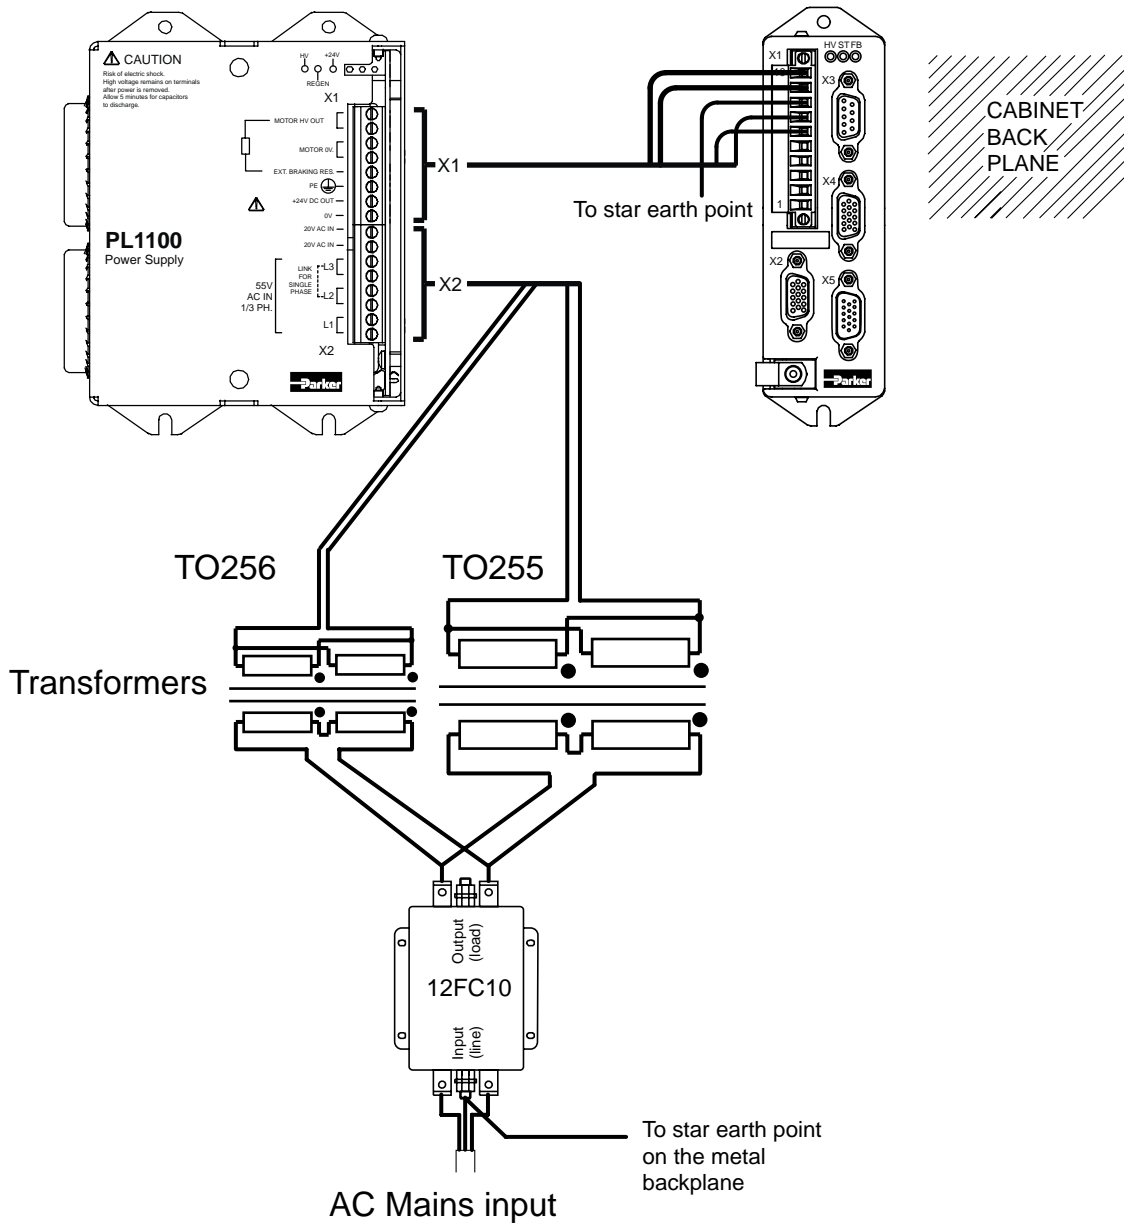 CAUTION
Risk of electric shock.
High voltage remains on terminals
after power is removed.
Allow 5 minutes for capacitors
to discharge.
HV
+24V
REGEN
X1
MOTOR HV OUT
MOTOR 0V.
EXT. BRAKING RES.
PE
+24V DC OUT
0V
20V AC IN
20V AC IN
PL1100
Power Supply
55V
AC IN
1/3 PH.
LINK
FOR
SINGLE
PHASE
L3
L2
L1
X2
Parker
X1
X2
To star earth point
HV ST FB
X1
10
1
X3
X4
X2
X5
Parker
CABINET
BACK
PLANE
TO256
TO255
Transformers
Output
(load)
12FC10
Input
(line)
To star earth point
on the metal
backplane
AC Mains input